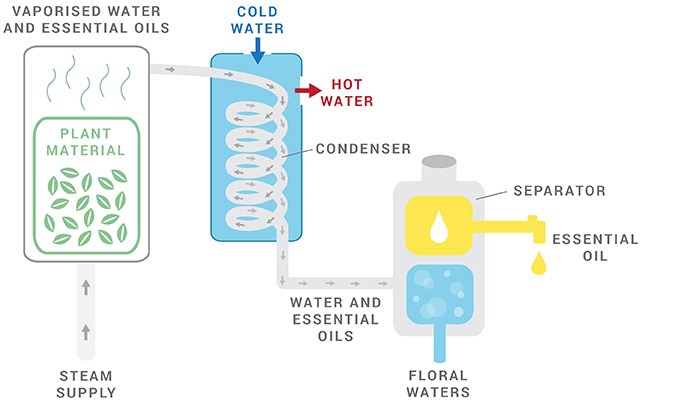 VAPORISED WATER
AND ESSENTIAL OILS
COLD
WATER
HOT
WATER
PLANT
MATERIAL
CONDENSER
SEPARATOR
ESSENTIAL
OIL
WATER AND
ESSENTIAL
OILS
STEAM
SUPPLY
FLORAL
WATERS